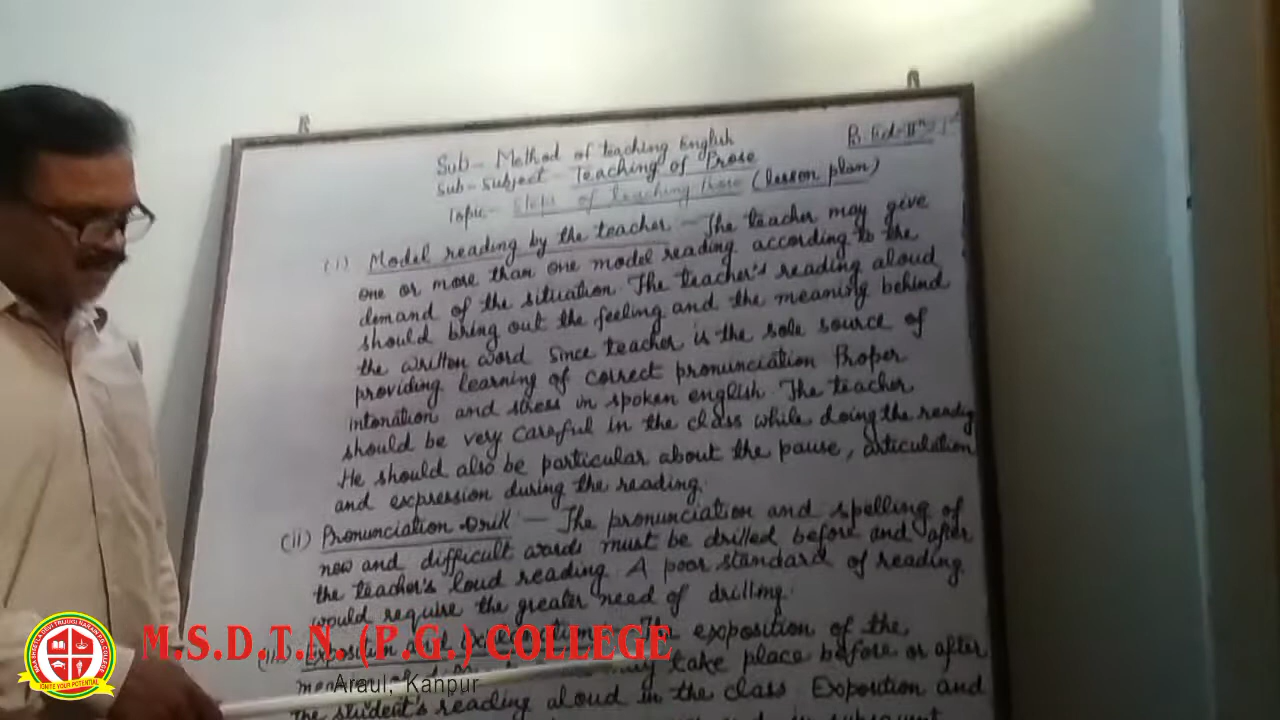 Sub- Method of teaching English
B.Ed-IInd
Sub-Subject- Teaching of Prose
Topic- Steps of teaching Prose (lesson plan)
(i) Model reading by the teacher - The teacher may give
one or more than one model reading according to the
demand of the situation The teacher's reading aloud
should bring out the feeling and the meaning behind
the written word since teacher is the sole source of
providing learning of correct pronunciation Proper
intonation and stress in spoken english. The teacher
should be very careful in the class while doing the reading
He should also be particular about the pause, articulation
and expression during the reading.
(ii) Pronunciation Drill - The pronunciation and spelling of
new and difficult words must be drilled before and after
the teacher's loud reading. A poor standard of reading
would require the greater need of drilling.
Exposition and exposition of the
take place before or after
the student's reading aloud in the class. Exposition and
in subsequent
M.S.D.T.N. (P.G.) COLLEGE
Araul, Kanpur
IGNITE YOUR POTENTIAL